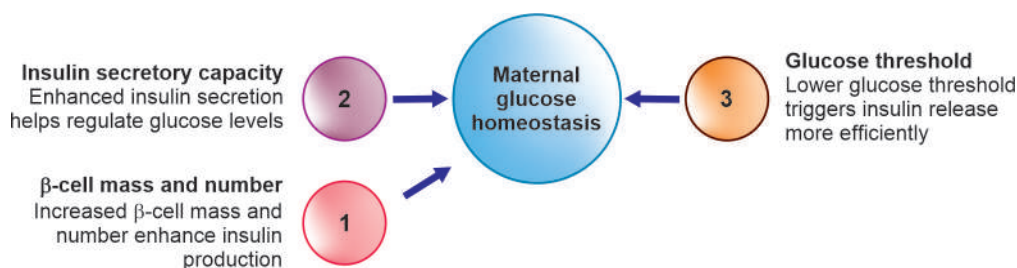 Insulin secretory capacity
Enhanced insulin secretion
helps regulate glucose levels
2
Maternal
glucose
homeostasis
3
Glucose threshold
Lower glucose threshold
triggers insulin release
more efficiently
β-cell mass and number
Increased β-cell mass and
number enhance insulin
production
1